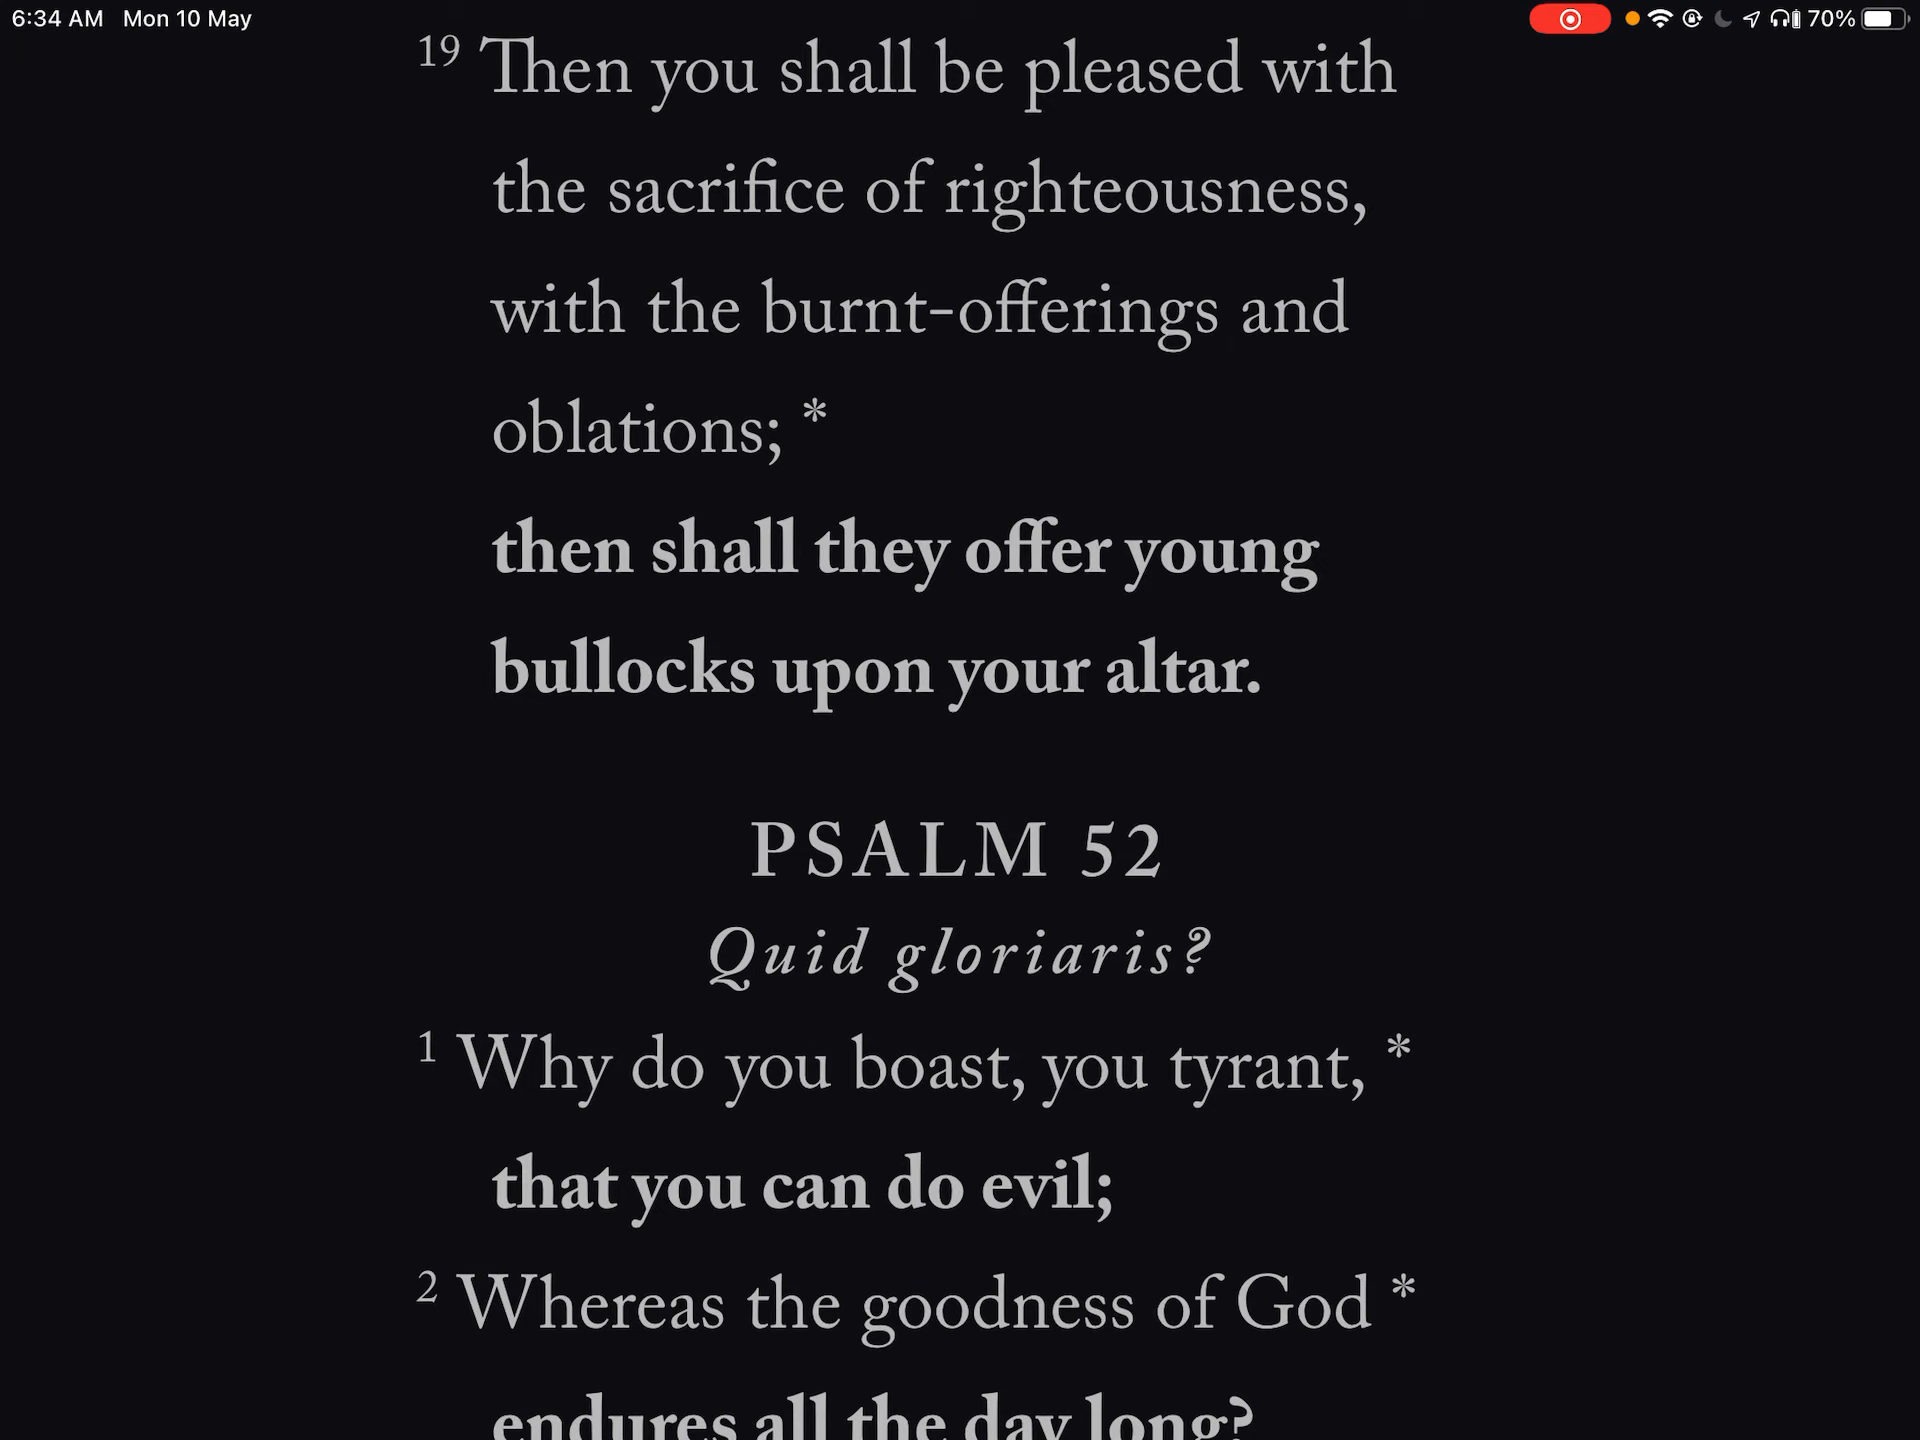 6:34 AM Mon 10 May 70%
19 Then you shall be pleased with
the sacrifice of righteousness,
with the burnt-offerings and
oblations; *
then shall they offer young
bullocks upon your altar.
PSALM 52
Quid gloriaris?
1 Why do you boast, you tyrant, *
that you can do evil;
2 Whereas the goodness of God *
endures all the day long?